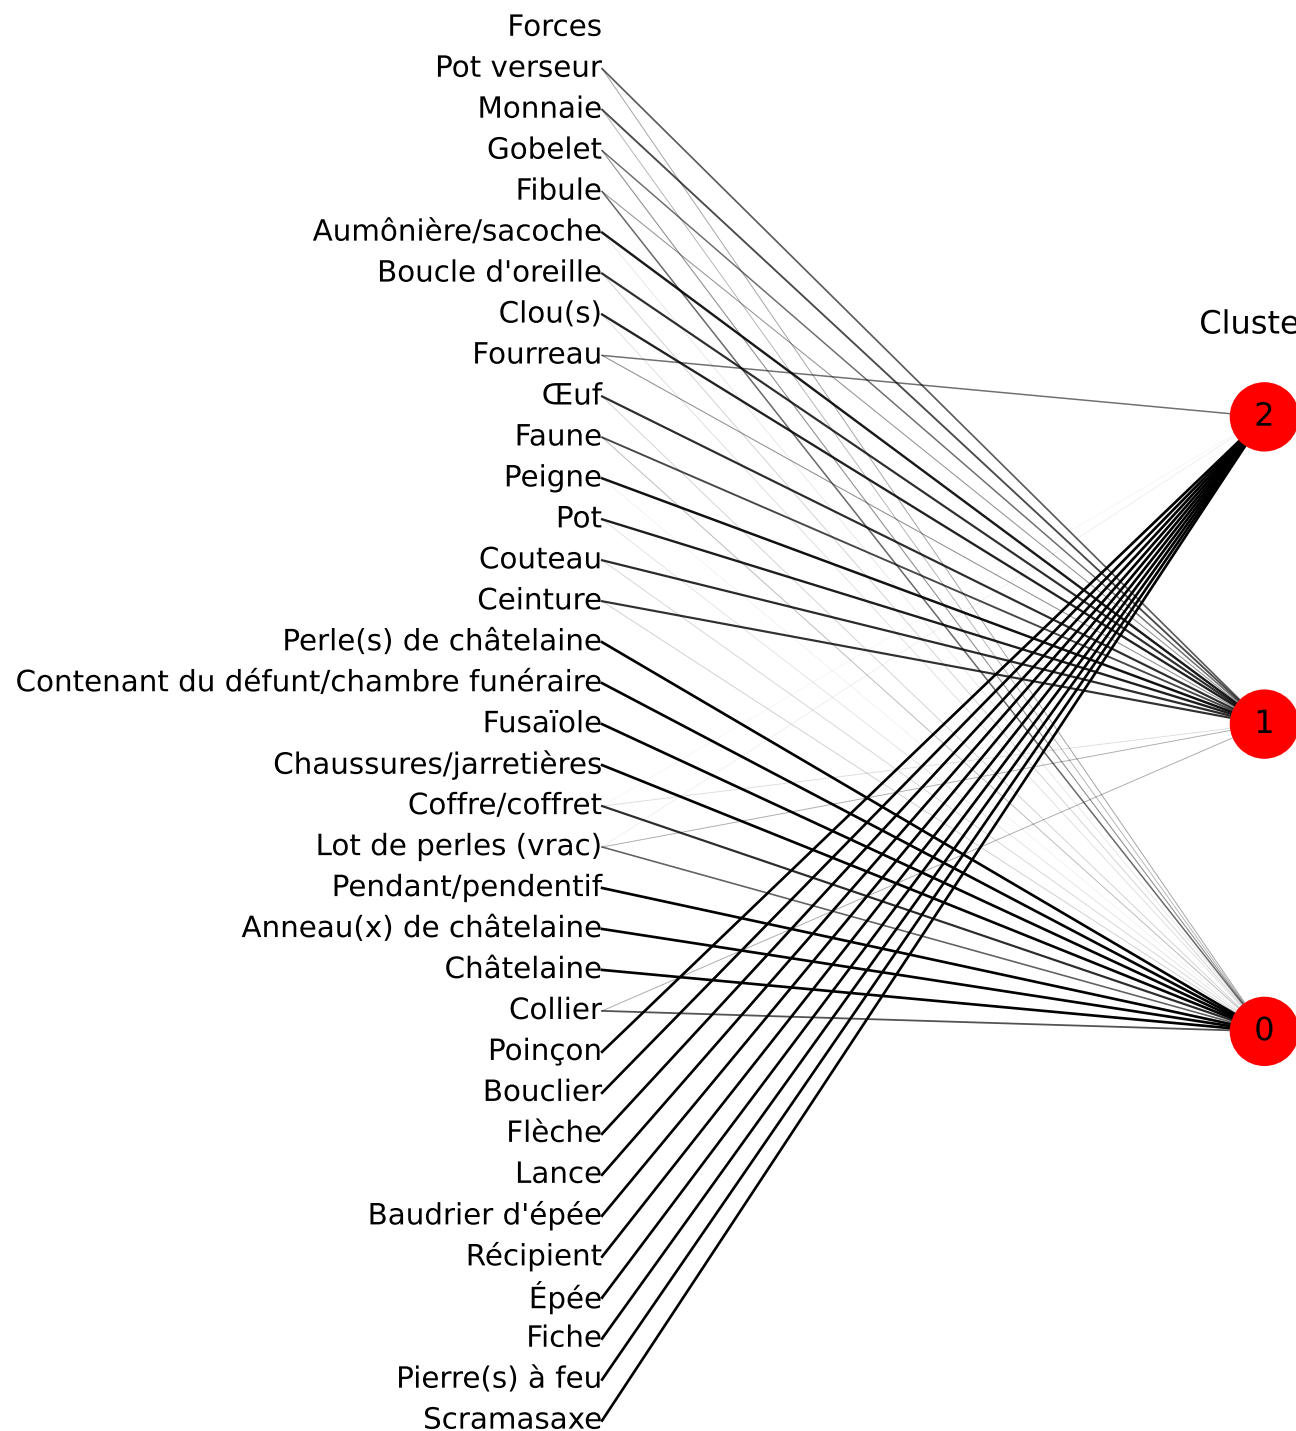 Forces
Pot verseur
Monnaie
Gobelet
Fibule
Aumônière/sacoche
Boucle d'oreille
Clou(s)
Fourreau
Œuf
Faune
Peigne
Pot
Couteau
Ceinture
Perle(s) de châtelaine
Contenant du défunt/chambre funéraire
Fusaïole
Chaussures/jarretières
Coffre/coffret
Lot de perles (vrac)
Pendant/pendentif
Anneau(x) de châtelaine
Châtelaine
Collier
Poinçon
Bouclier
Flèche
Lance
Baudrier d'épée
Récipient
Épée
Fiche
Pierre(s) à feu
Scramasaxe
Cluste
2
1
0